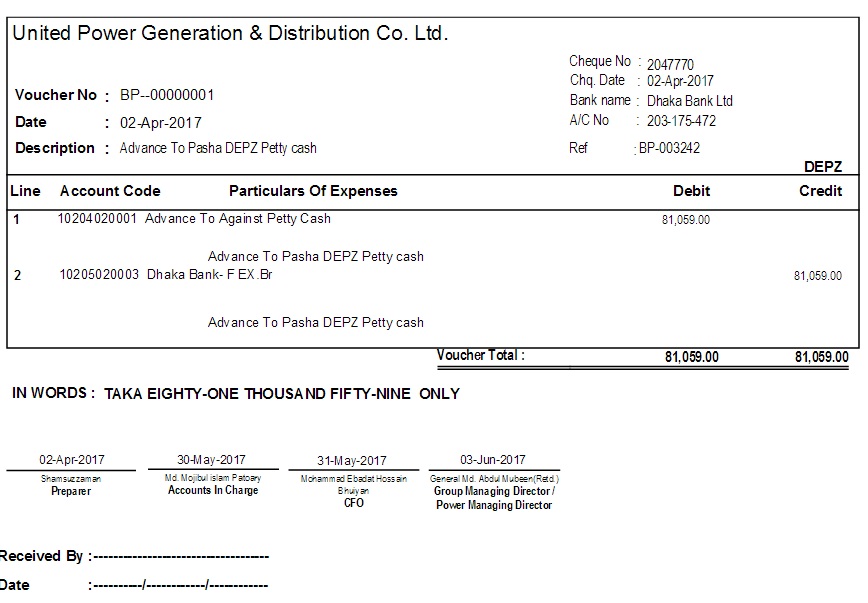 United Power Generation & Distribution Co. Ltd.
Cheque No : 2047770
Chq. Date : 02-Apr-2017
Voucher No : BP--00000001
Bank name : Dhaka Bank Ltd
Date : 02-Apr-2017
A/C No : 203-175-472
Description : Advance To Pasha DEPZ Petty cash
Ref : BP-003242
DEPZ
Line Account Code Particulars Of Expenses Debit Credit
1 10204020001 Advance To Against Petty Cash 81,059.00
Advance To Pasha DEPZ Petty cash
2 10205020003 Dhaka Bank- F EX.Br 81,059.00
Advance To Pasha DEPZ Petty cash
Voucher Total : 81,059.00 81,059.00
IN WORDS : TAKA EIGHTY-ONE THOUSAND FIFTY-NINE ONLY
02-Apr-2017 30-May-2017 31-May-2017 03-Jun-2017
Shamsuzzaman Md. Mojibul islam Patoary Mohammad Ebadat Hossain General Md. Abdul Mubeen(Retd.)
Preparer Accounts In Charge Bhuiyan Group Managing Director /
CFO Power Managing Director
Received By :------------------------------------
Date :----------/------------/------------